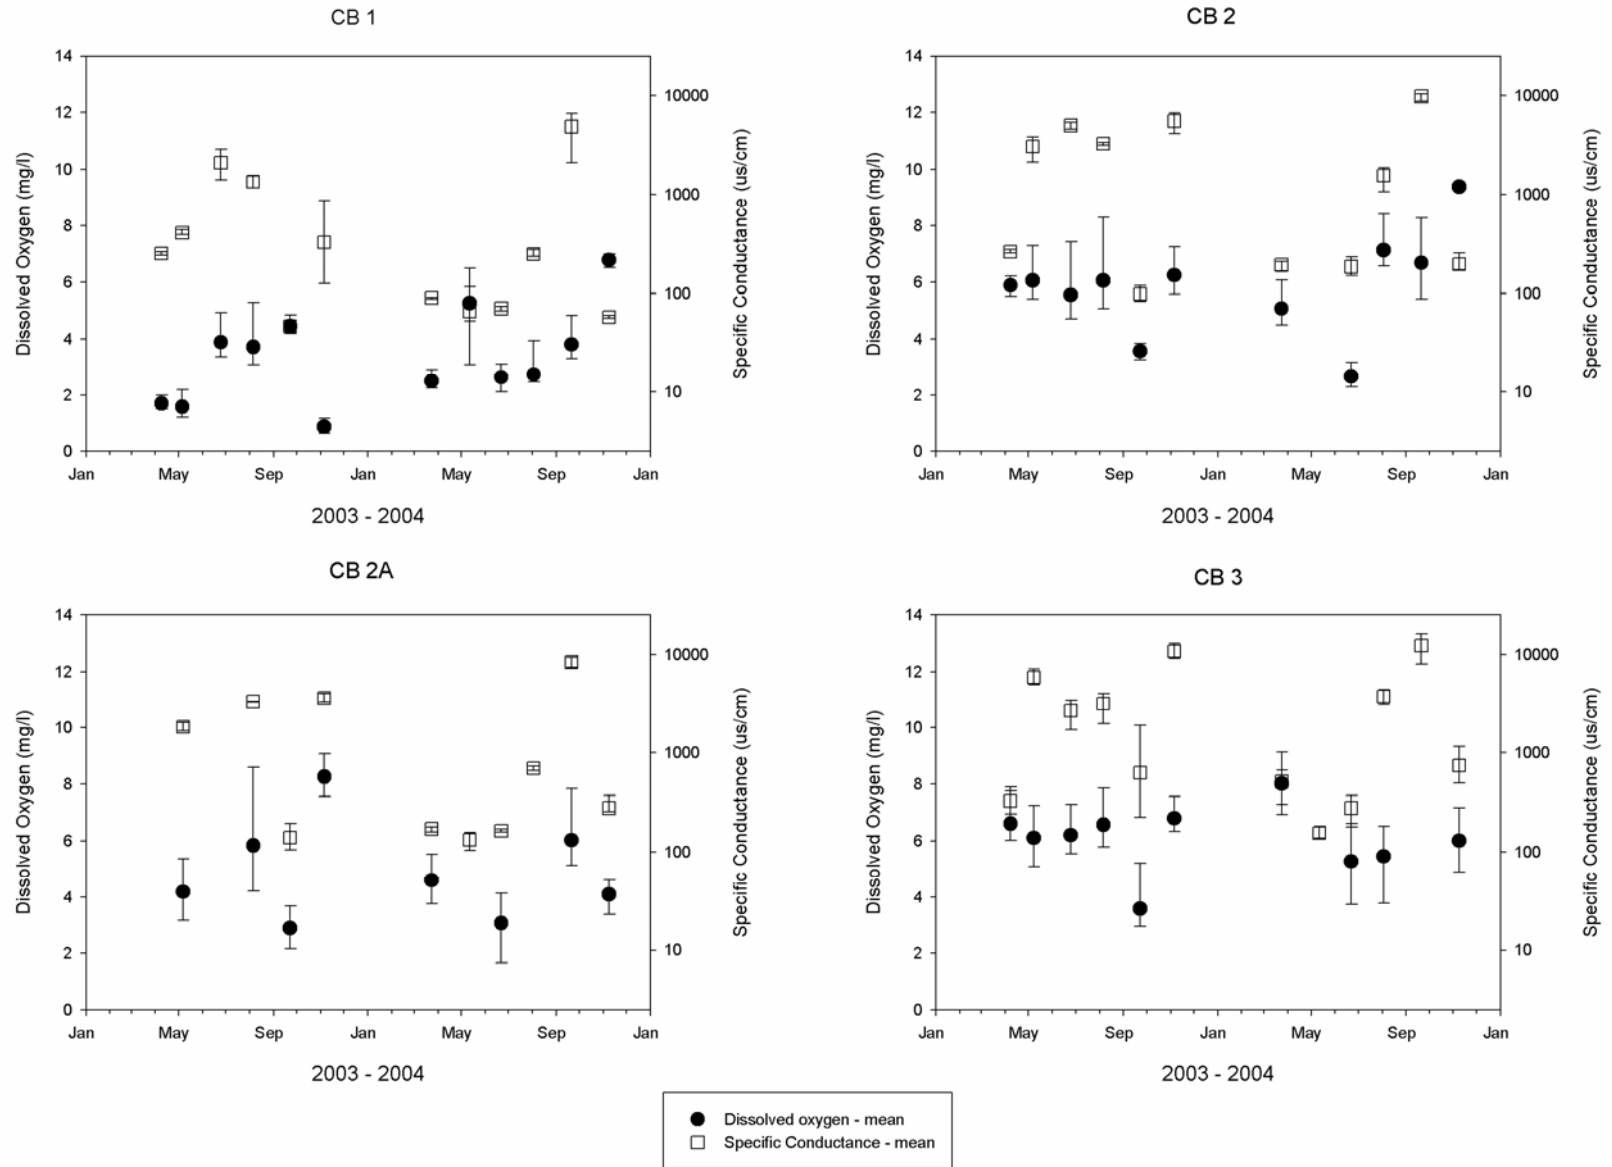 CB 1
14
12
10
8
6
4
2
0
Dissolved Oxygen (mg/l)
10000
1000
100
10
Specific Conductance (us/cm)
Jan May Sep Jan May Sep Jan
2003 - 2004
CB 2
14
12
10
8
6
4
2
0
Dissolved Oxygen (mg/l)
10000
1000
100
10
Specific Conductance (us/cm)
Jan May Sep Jan May Sep Jan
2003 - 2004
CB 2A
14
12
10
8
6
4
2
0
Dissolved Oxygen (mg/l)
10000
1000
100
10
Specific Conductance (us/cm)
Jan May Sep Jan May Sep Jan
2003 - 2004
CB 3
14
12
10
8
6
4
2
0
Dissolved Oxygen (mg/l)
10000
1000
100
10
Specific Conductance (us/cm)
Jan May Sep Jan May Sep Jan
2003 - 2004
Dissolved oxygen - mean
Specific Conductance - mean